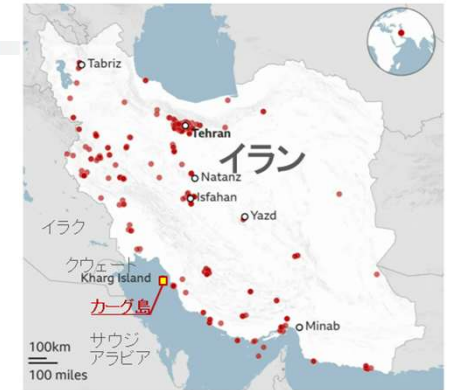 Tabriz
Tehran
イラン
Natanz
Isfahan
Yazd
イラク
クウェート
Kharg Island
カーグ島
サウジ
アラビア
Minab
100km
100 miles